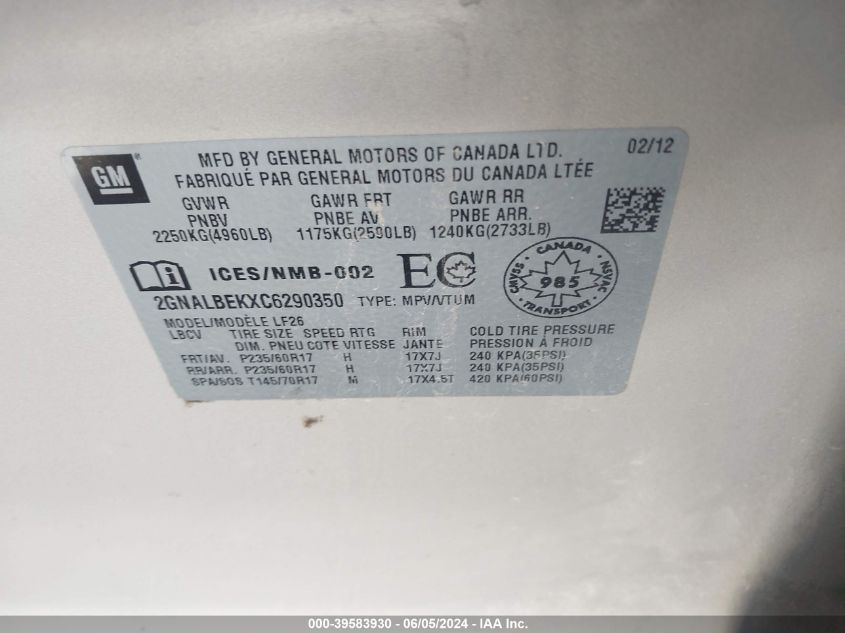 GM
MFD BY GENERAL MOTORS OF CANADA LTD. 02/12
FABRIQUÉ PAR GENERAL MOTORS DU CANADA LTÉE
GVWR GAWR FRT GAWR RR
PNBV PNBE AV PNBE ARR.
2250KG(4960LB) 1175KG(2590LB) 1240KG(2733LB)
ICES/NMB-002 EC
CANADA
CMVSS 985 NSVAC
TRANSPORT
2GNALBEKXC6290350 TYPE: MPV/VTUM
MODEL/MODÈLE LF26
LBCV TIRE SIZE SPEED RTG RIM COLD TIRE PRESSURE
DIM. PNEU COTE VITESSE JANTE PRESSION À FROID
FRT/AV. P235/60R17 H 17X7J 240 KPA(35PSI)
RR/ARR. P235/60R17 H 17X7J 240 KPA(35PSI)
SPA/SOS T145/70R17 M 17X4.5T 420 KPA(60PSI)
000-39583930 - 06/05/2024 - IAA Inc.